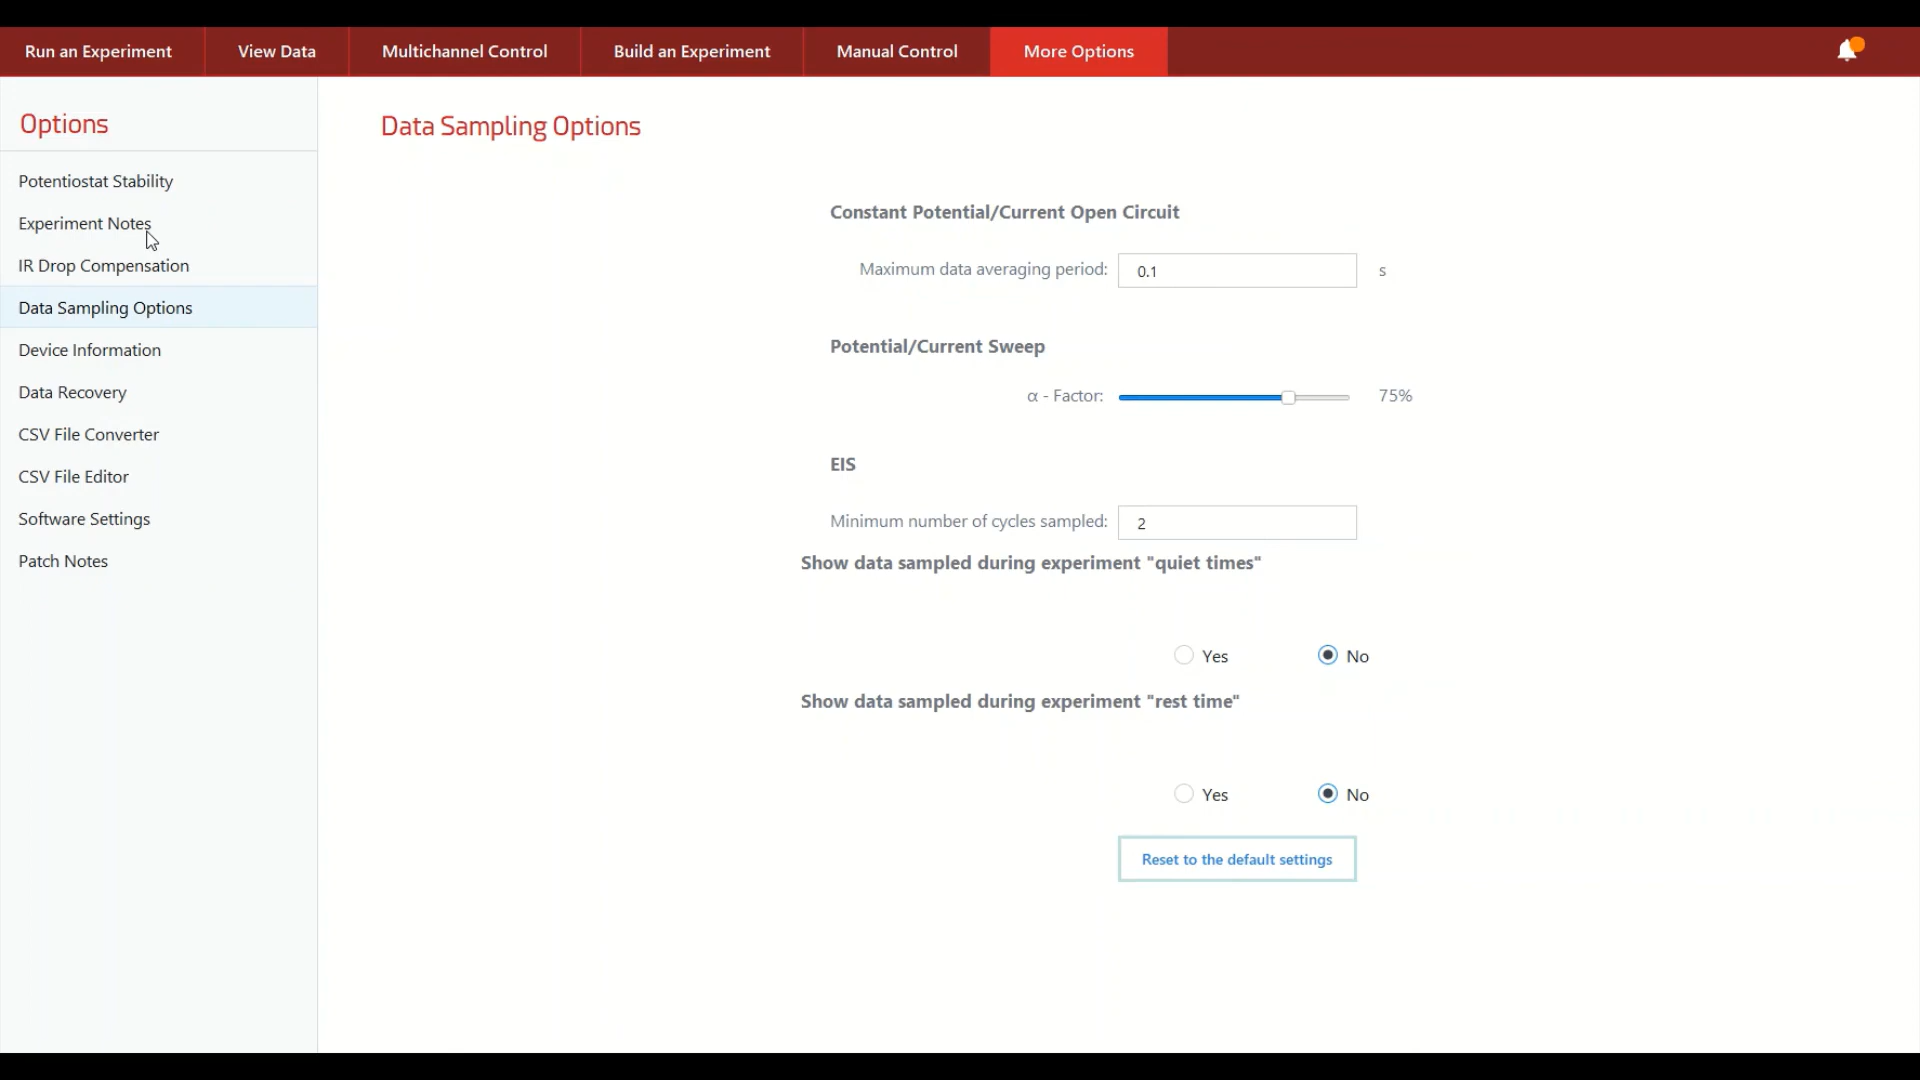 Run an Experiment
View Data
Multichannel Control
Build an Experiment
Manual Control
More Options
Options
Potentiostat Stability
Experiment Notes
IR Drop Compensation
Data Sampling Options
Device Information
Data Recovery
CSV File Converter
CSV File Editor
Software Settings
Patch Notes
Data Sampling Options
Constant Potential/Current Open Circuit
Maximum data averaging period: 0.1 s
Potential/Current Sweep
α - Factor: 75%
EIS
Minimum number of cycles sampled: 2
Show data sampled during experiment "quiet times"
Yes No
Show data sampled during experiment "rest time"
Yes No
Reset to the default settings